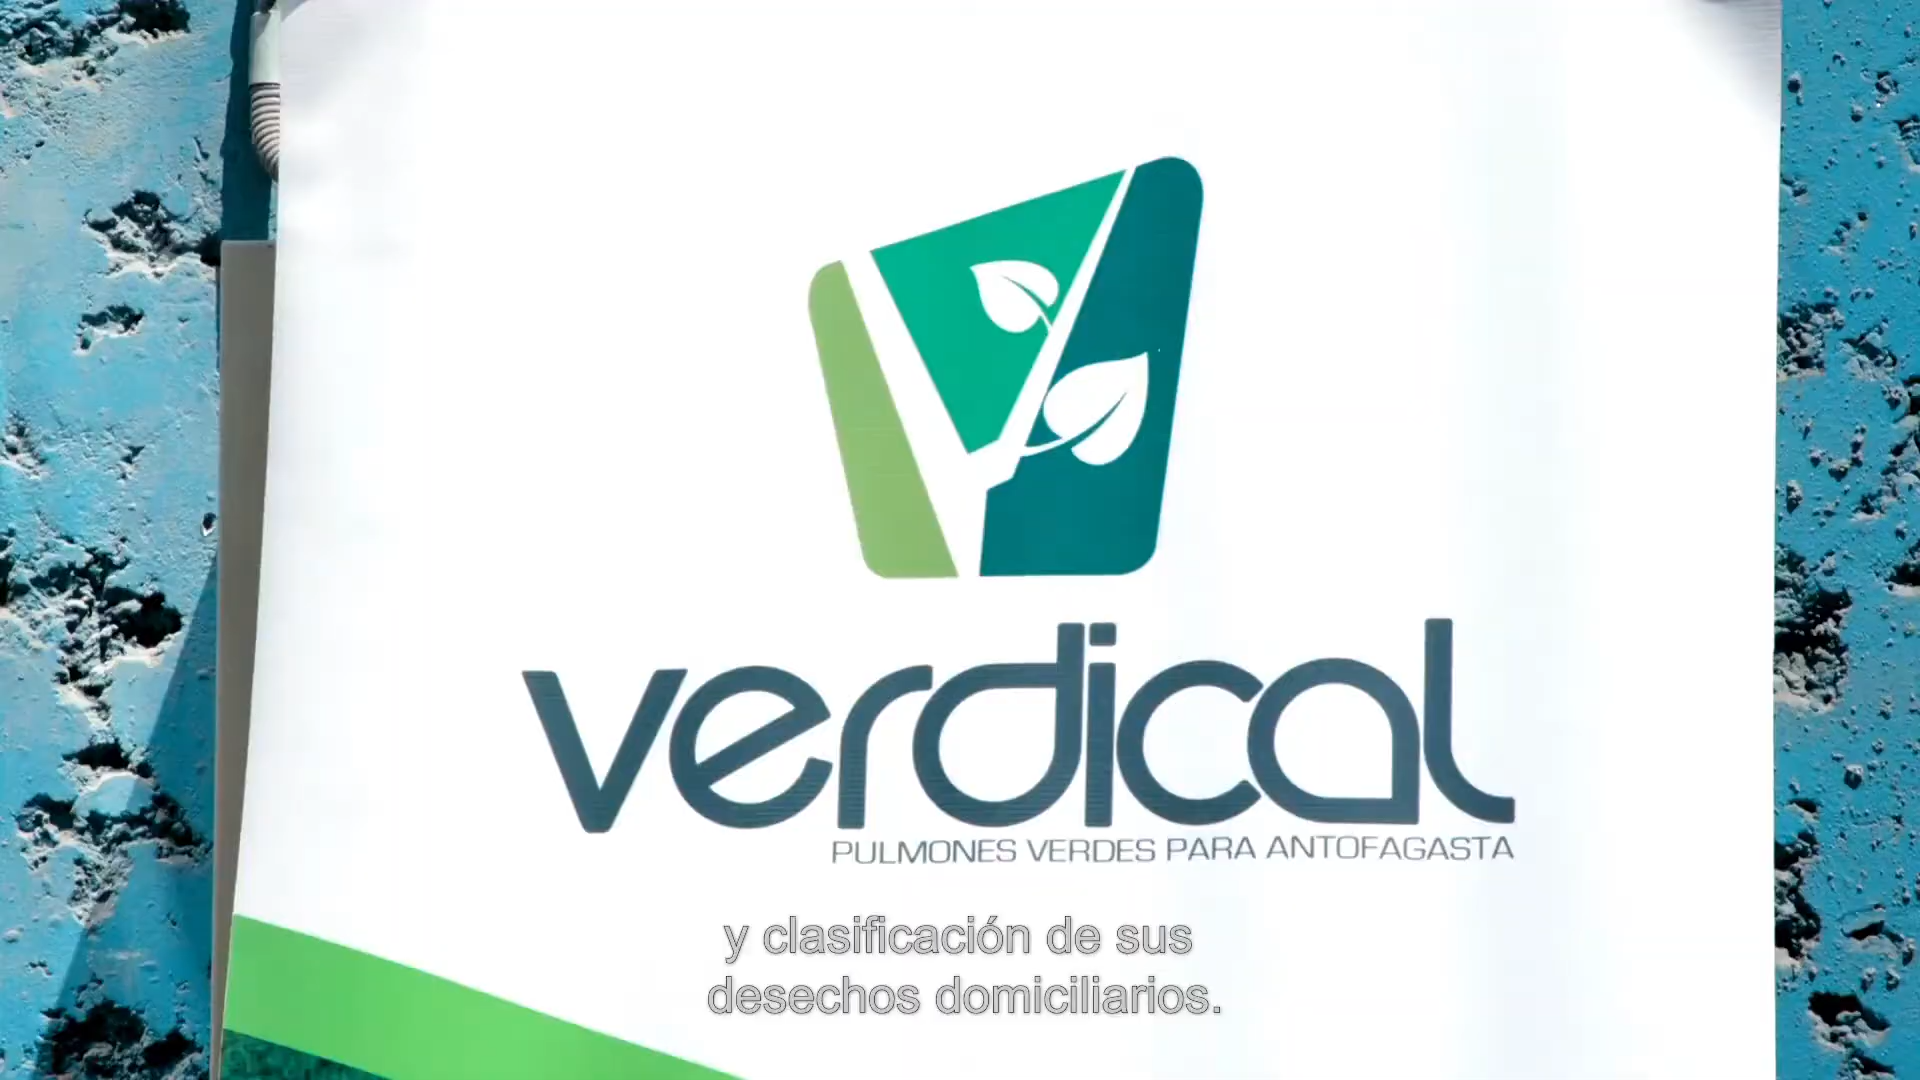 verdical
PULMONES VERDES PARA ANTOFAGASTA
y clasificación de sus
desechos domiciliarios.